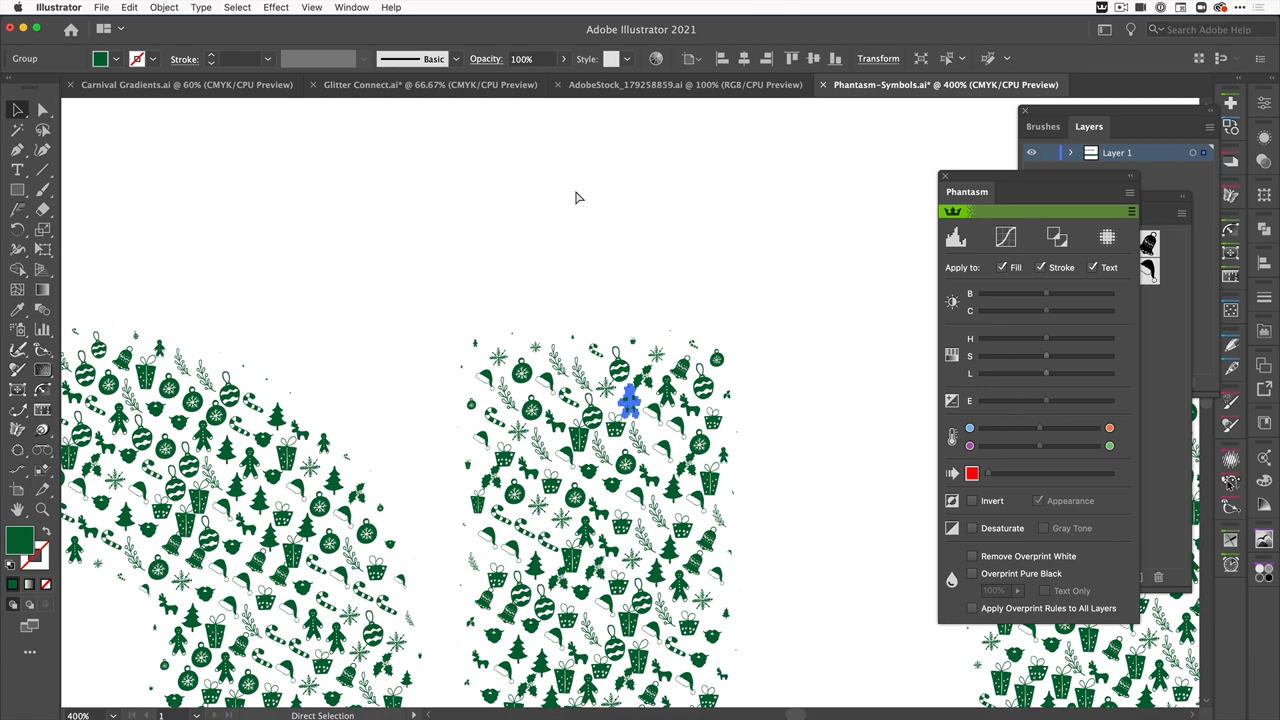 Illustrator File Edit Object Type Select Effect View Window Help
Adobe Illustrator 2021
Search Adobe Help
Group Stroke: Basic Opacity: 100% Style: Transform
Carnival Gradients.ai @ 60% (CMYK/CPU Preview) Glitter Connect.ai* @ 66.67% (CMYK/CPU Preview) AdobeStock_179258859.ai @ 100% (RGB/CPU Preview) Phantasm-Symbols.ai* @ 400% (CMYK/CPU Preview)
Brushes Layers
Layer 1
Phantasm
Apply to: Fill Stroke Text
B
C
H
S
L
E
Invert Appearance
Desaturate Gray Tone
Remove Overprint White
Overprint Pure Black
100% Text Only
Apply Overprint Rules to All Layers
400% 1 Direct Selection